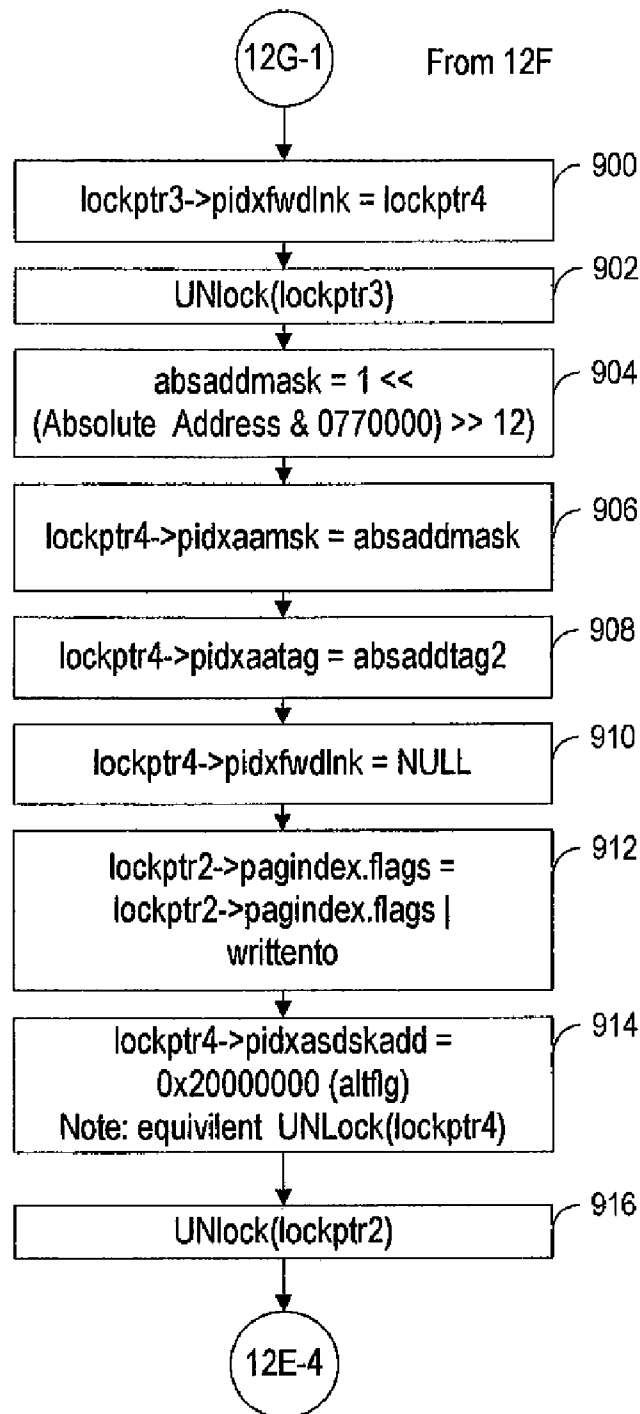 12G-1
From 12F
lockptr3->pidxfwdlnk = lockptr4
900
UNlock(lockptr3)
902
absaddmask = 1 <<
(Absolute Address & 0770000) >> 12)
904
lockptr4->pidxaamsk = absaddmask
906
lockptr4->pidxaatag = absaddtag2
908
lockptr4->pidxfwdlnk = NULL
910
lockptr2->pagindex.flags =
lockptr2->pagindex.flags |
writtento
912
lockptr4->pidxasdskadd =
0x20000000 (altflg)
Note: equivilent UNLock(lockptr4)
914
UNlock(lockptr2)
916
12E-4